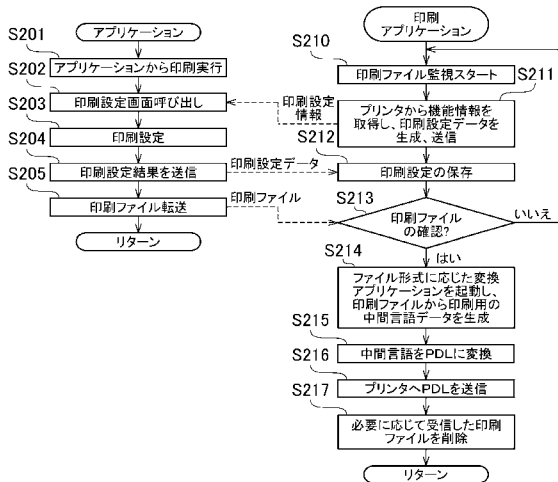 アプリケーション
S201
アプリケーションから印刷実行
S202
印刷設定画面呼び出し
S203
印刷設定
S204
印刷設定結果を送信
S205
印刷ファイル転送
リターン
印刷設定
情報
印刷設定データ
印刷ファイル
印刷
アプリケーション
S210
印刷ファイル監視スタート
S211
プリンタから機能情報を
取得し、印刷設定データを
生成、送信
S212
印刷設定の保存
S213
印刷ファイル
の確認?
いいえ
はい
S214
ファイル形式に応じた変換
アプリケーションを起動し、
印刷ファイルから印刷用の
中間言語データを生成
S215
中間言語をPDLに変換
S216
プリンタへPDLを送信
S217
必要に応じて受信した印刷
ファイルを削除
リターン